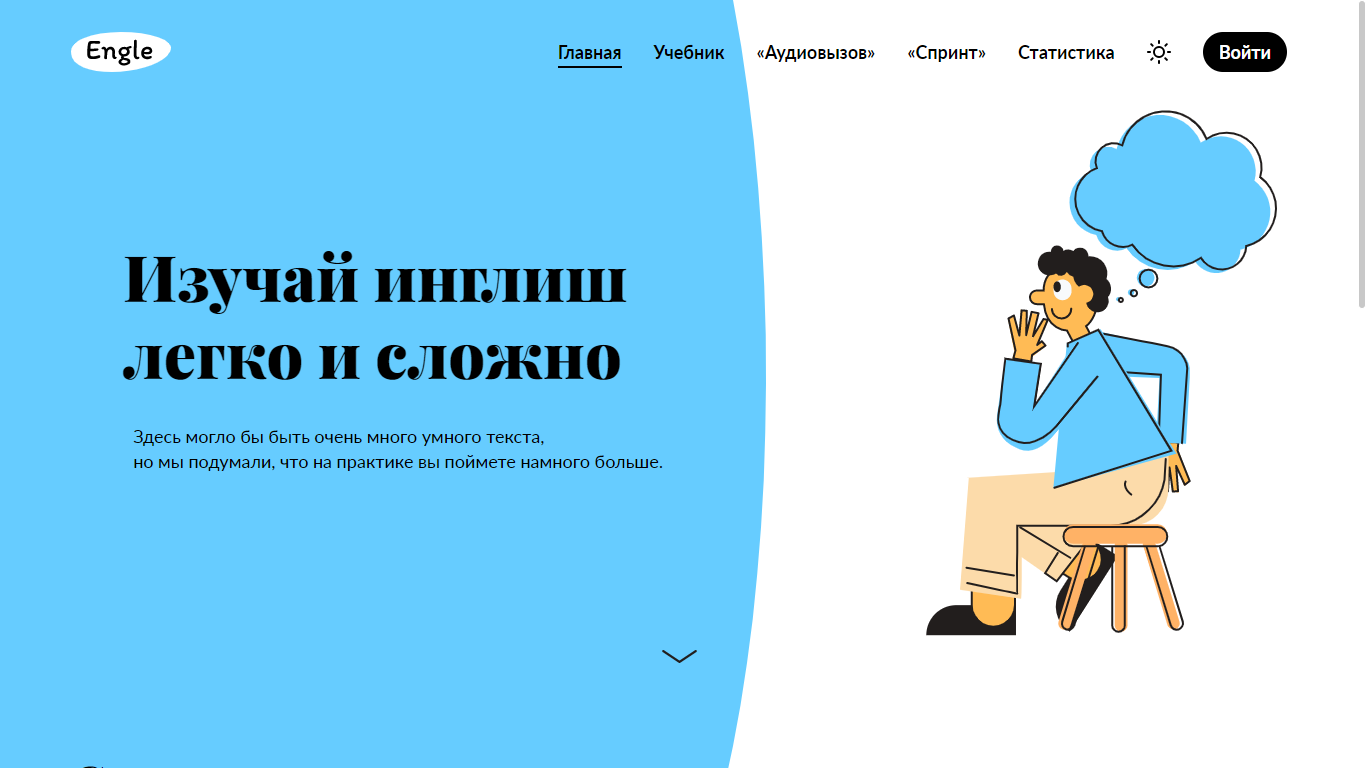 Engle
Главная Учебник «Аудиовызов» «Спринт» Статистика Войти
Изучай инглиш
легко и сложно
Здесь могло бы быть очень много умного текста,
но мы подумали, что на практике вы поймете намного больше.